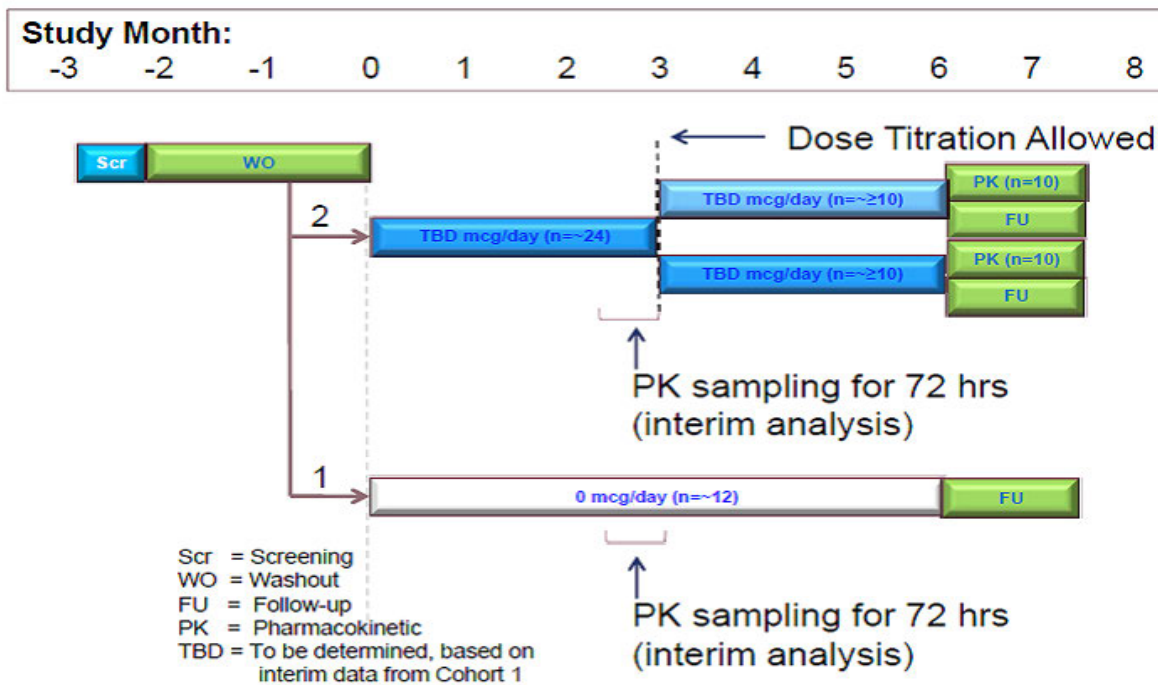 Study Month:
-3 -2 -1 0 1 2 3 4 5 6 7 8
Dose Titration Allowed
Scr WO
TBD mcg/day (n=~≥10) PK (n=10)
2
TBD mcg/day (n=~24) FU
TBD mcg/day (n=~≥10) PK (n=10)
FU
PK sampling for 72 hrs
(interim analysis)
1
0 mcg/day (n=~12) FU
Scr = Screening
WO = Washout
FU = Follow-up
PK = Pharmacokinetic
TBD = To be determined, based on
interim data from Cohort 1
PK sampling for 72 hrs
(interim analysis)